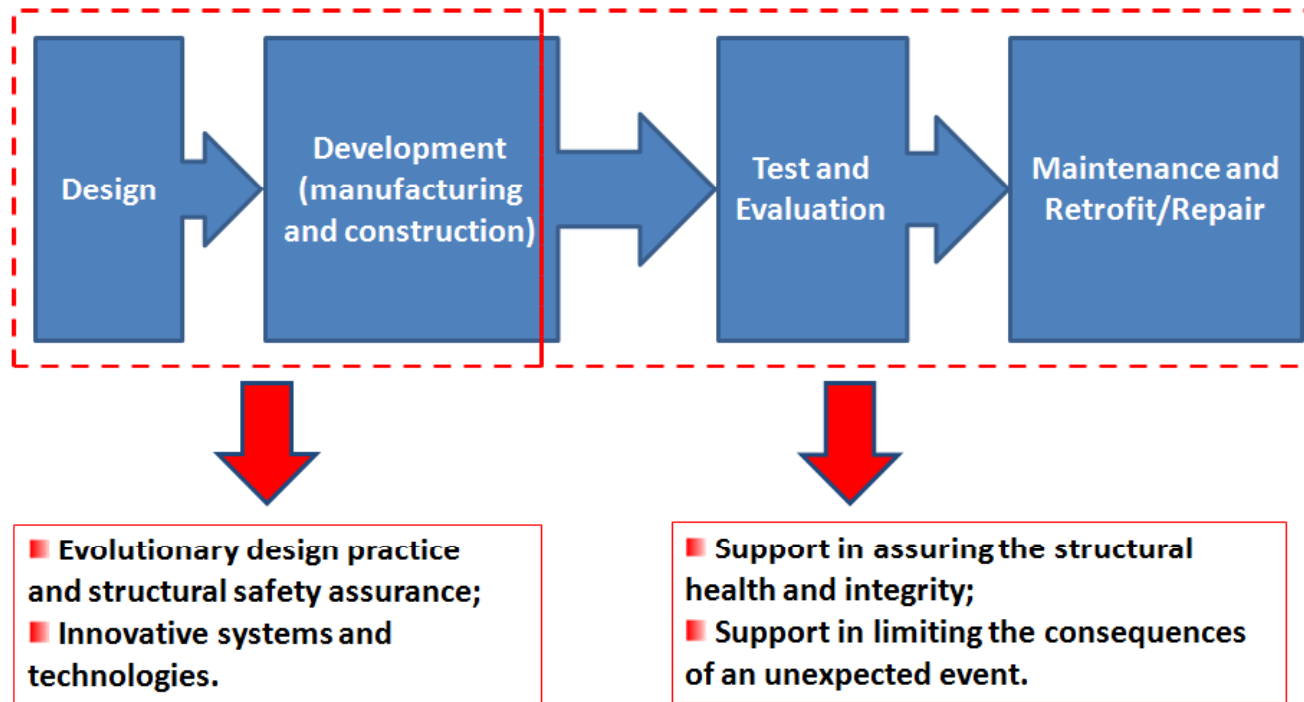 Design
Development
(manufacturing
and construction)
Test and
Evaluation
Maintenance and
Retrofit/Repair
Evolutionary design practice
and structural safety assurance;
Innovative systems and
technologies.
Support in assuring the structural
health and integrity;
Support in limiting the consequences
of an unexpected event.